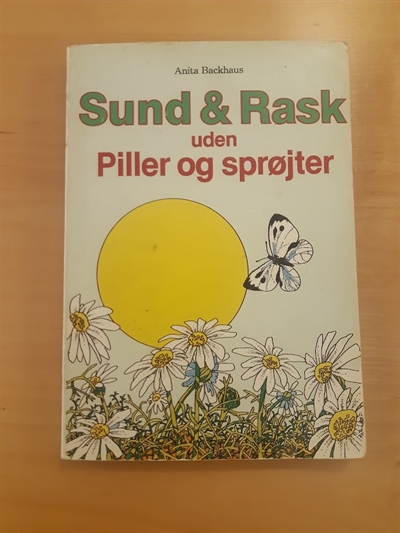 Anita Backhaus
Sund & Rask
uden
Piller og sprøjter